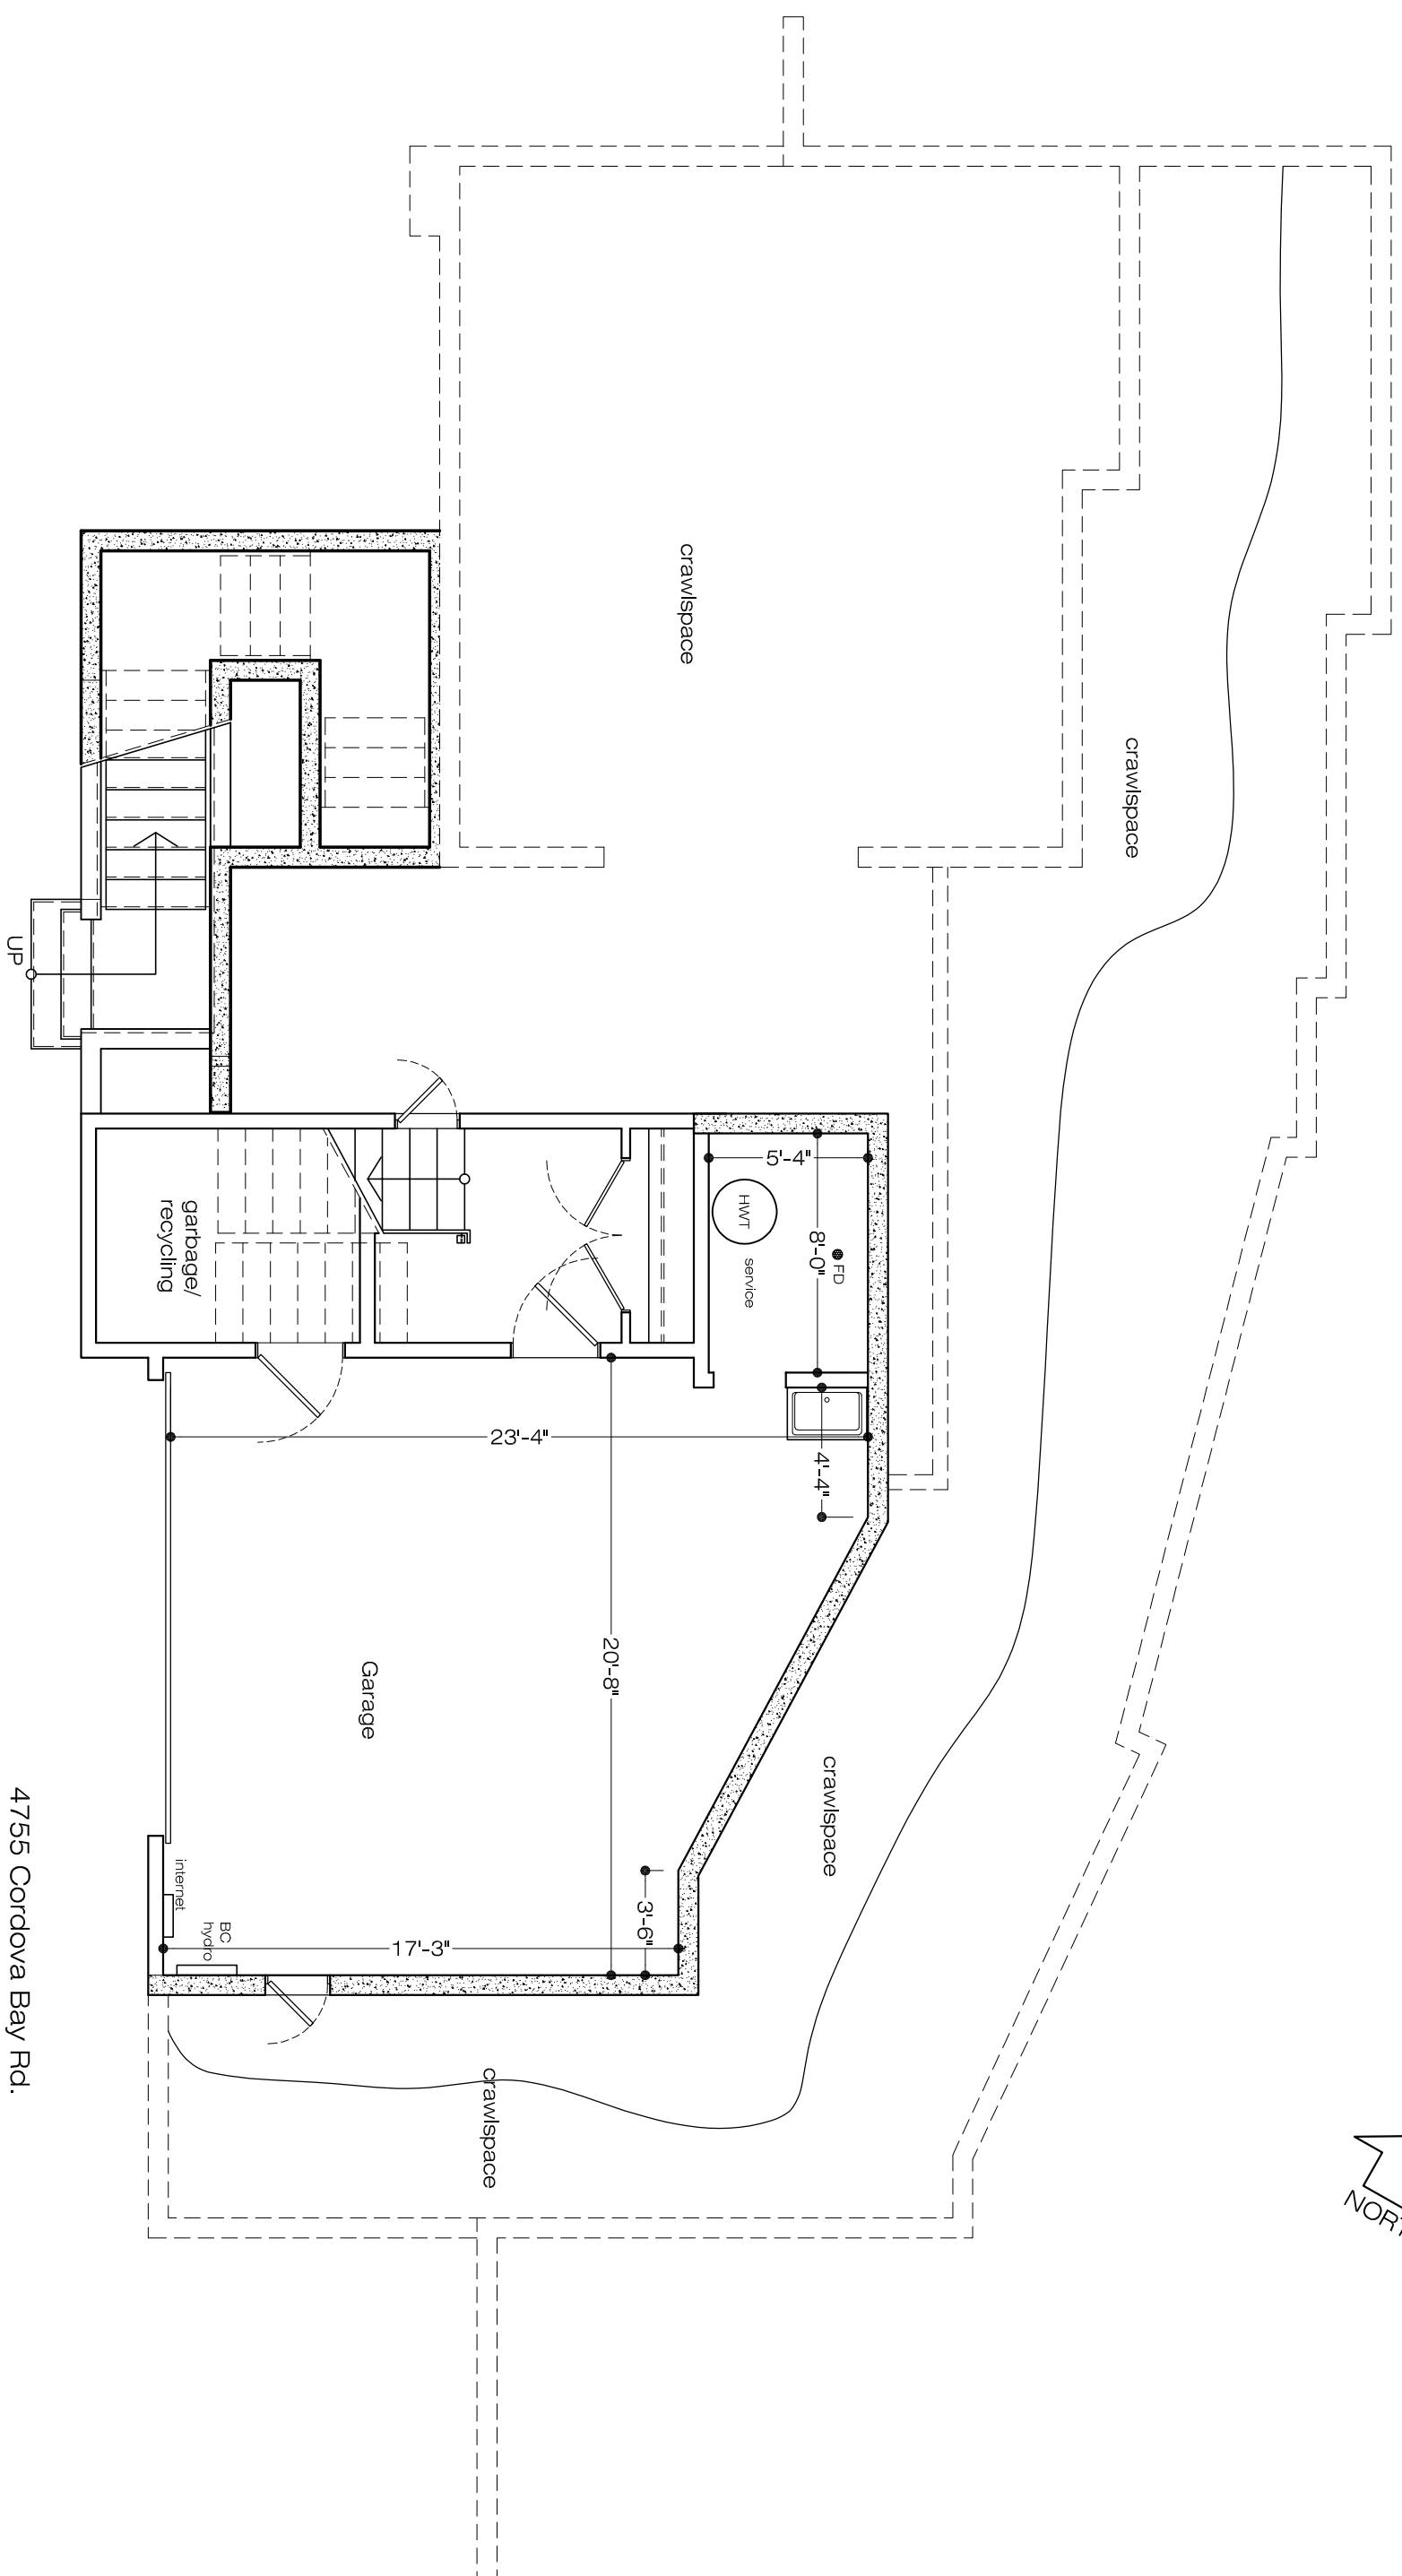 crawlspace
crawlspace
UP
5'-4"
HWT
8'-0"
FD
service
garbage/
recycling
23'-4"
4'-4"
20'-8"
Garage
crawlspace
internet
BC
hydro
3'-6"
17'-3"
crawlspace
4755 Cordova Bay Rd.